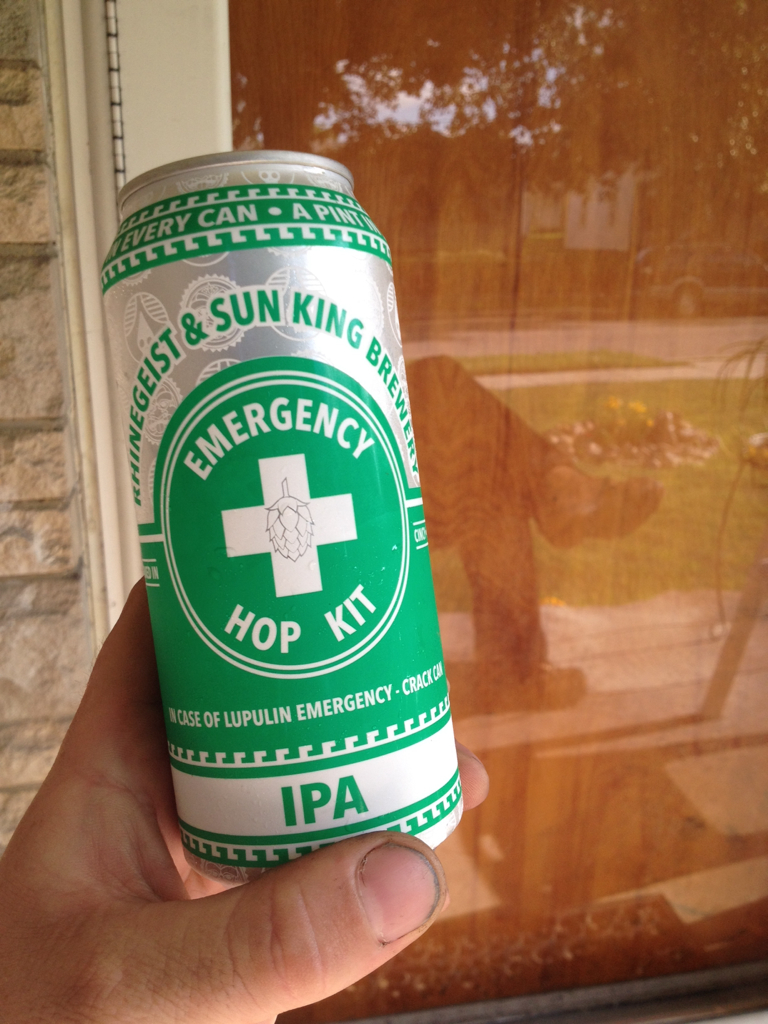 EVERY CAN • A PINT
RHINEGEIST & SUN KING BREWERY
EMERGENCY
HOP KIT
IN CASE OF LUPULIN EMERGENCY - CRACK CAN
IPA